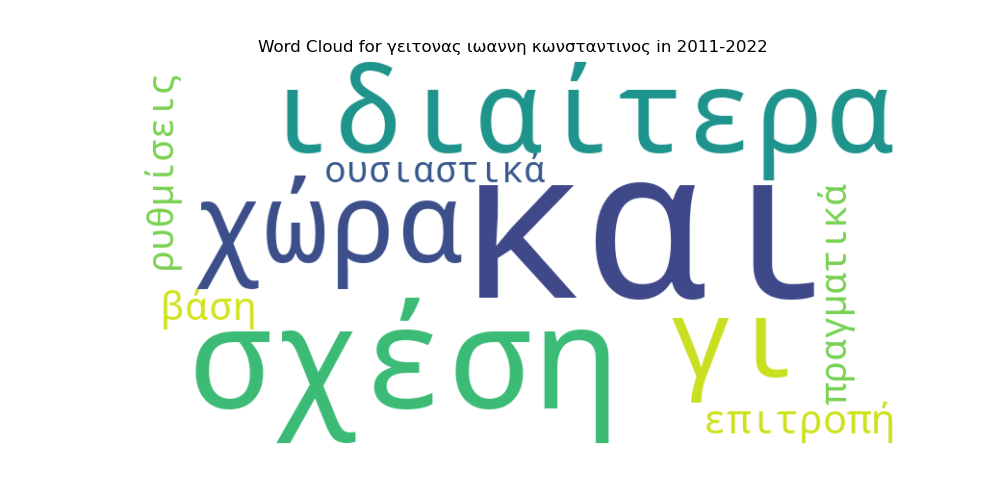 Word Cloud for γειτονας ιωαννη κωνσταντινος in 2011-2022
ιδιαίτερα
ρυθμίσεις
ουσιαστικά
χώρα
και
πραγματικά
βάση
σχέση
γι
επιτροπή